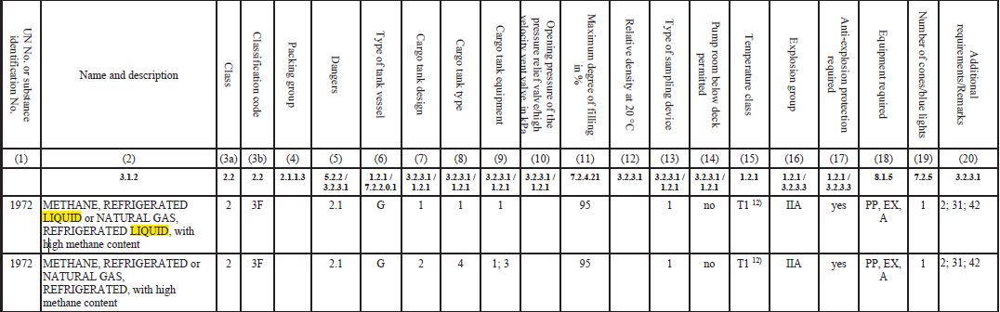 UN No. or substance
identification No.
Name and description
Class
Classification code
Packing group
Dangers
Type of tank vessel
Cargo tank design
Cargo tank type
Cargo tank equipment
Opening pressure of the
pressure relief valve/high
velocity vent valve, in kPa
Maximum degree of filling
in %
Relative density at 20 °C
Type of sampling device
Pump room below deck
permitted
Temperature class
Explosion group
Anti-explosion protection
required
Equipment required
Number of cones/blue lights
Additional
requirements/Remarks
(1) (2) (3a) (3b) (4) (5) (6) (7) (8) (9) (10) (11) (12) (13) (14) (15) (16) (17) (18) (19) (20)
3.1.2 2.2 2.2 2.1.1.3 5.2.2 / 1.2.1 / 3.2.3.1 / 3.2.3.1 / 3.2.3.1 / 3.2.3.1 / 7.2.4.21 3.2.3.1 3.2.3.1 / 3.2.3.1 / 1.2.1 1.2.1 / 1.2.1 / 8.1.5 7.2.5 3.2.3.1
3.2.3.1 7.2.2.0.1 1.2.1 1.2.1 1.2.1 1.2.1 1.2.1 1.2.1 3.2.3.3 3.2.3.3
1972 METHANE, REFRIGERATED 2 3F 2.1 G 1 1 1 95 1 no T1 12) IIA yes PP, EX, 1 2; 31; 42
LIQUID or NATURAL GAS, A
REFRIGERATED LIQUID, with
high methane content
1972 METHANE, REFRIGERATED or 2 3F 2.1 G 2 4 1; 3 95 1 no T1 12) IIA yes PP, EX, 1 2; 31; 42
NATURAL GAS, A
REFRIGERATED, with high
methane content